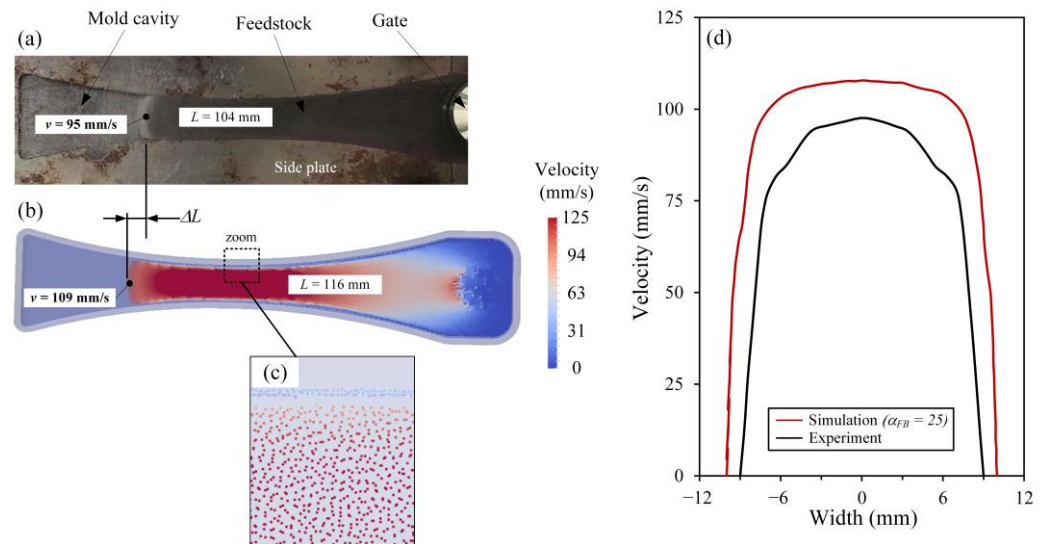 Mold cavity
Feedstock
Gate
(a)
v = 95 mm/s
L = 104 mm
Side plate
(b)
ΔL
zoom
v = 109 mm/s
L = 116 mm
Velocity
(mm/s)
125
94
63
31
0
(c)
(d)
Velocity (mm/s)
125
100
75
50
25
0
Simulation (αFB = 25)
Experiment
−12
−6
0
6
12
Width (mm)